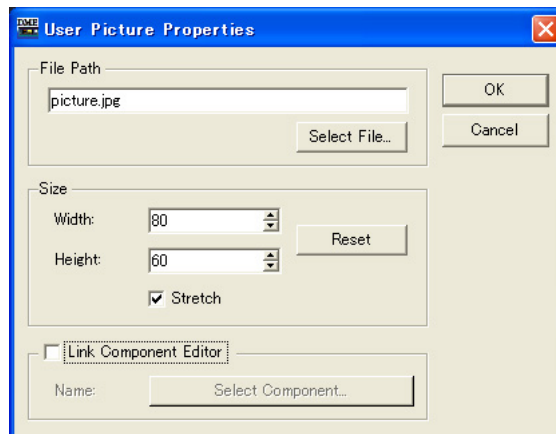 DME User Picture Properties
File Path
picture.jpg
OK
Select File...
Cancel
Size
Width: 80
Reset
Height: 60
Stretch
Link Component Editor
Name: Select Component...